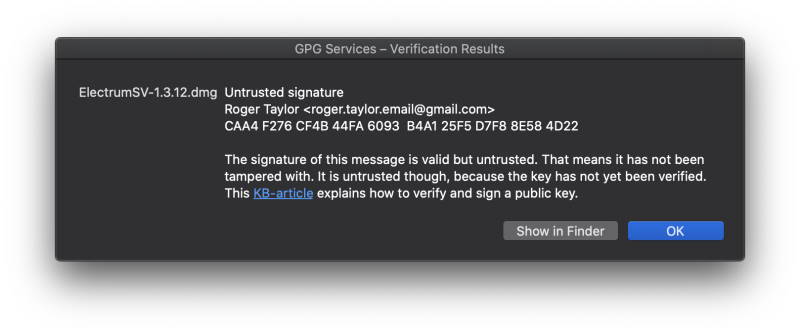 GPG Services – Verification Results
ElectrumSV-1.3.12.dmg Untrusted signature
Roger Taylor <roger.taylor.email@gmail.com>
CAA4 F276 CF4B 44FA 6093  B4A1 25F5 D7F8 8E58 4D22
The signature of this message is valid but untrusted. That means it has not been
tampered with. It is untrusted though, because the key has not yet been verified.
This KB-article explains how to verify and sign a public key.
Show in Finder OK